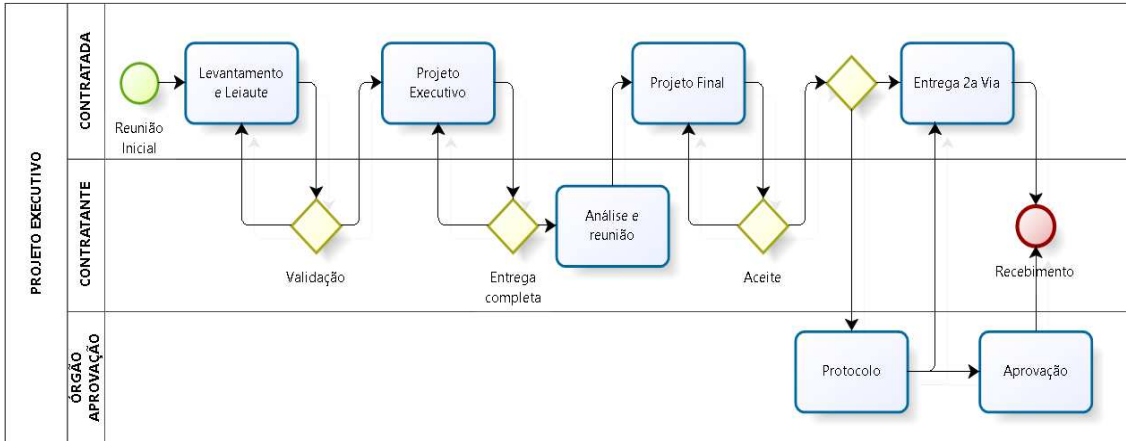 PROJETO EXECUTIVO
CONTRATADA
Reunião
Inicial
Levantamento
e Leiaute
Projeto
Executivo
Projeto Final
Entrega 2a Via
CONTRATANTE
Validação
Entrega
completa
Análise e
reunião
Aceite
Recebimento
ÓRGÃO
APROVAÇÃO
Protocolo
Aprovação